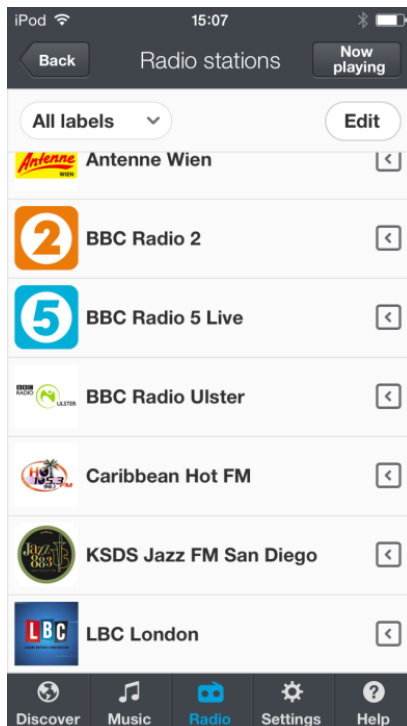 iPod 15:07
Back Radio stations Now playing
All labels Edit
Antenne WIEN Antenne Wien
2 BBC Radio 2
5 BBC Radio 5 Live
BBC RADIO ULSTER BBC Radio Ulster
HOT 105.3 FM Caribbean Hot FM
Jazz 88.3 KSDS Jazz FM San Diego
LBC LBC London
Discover Music Radio Settings Help